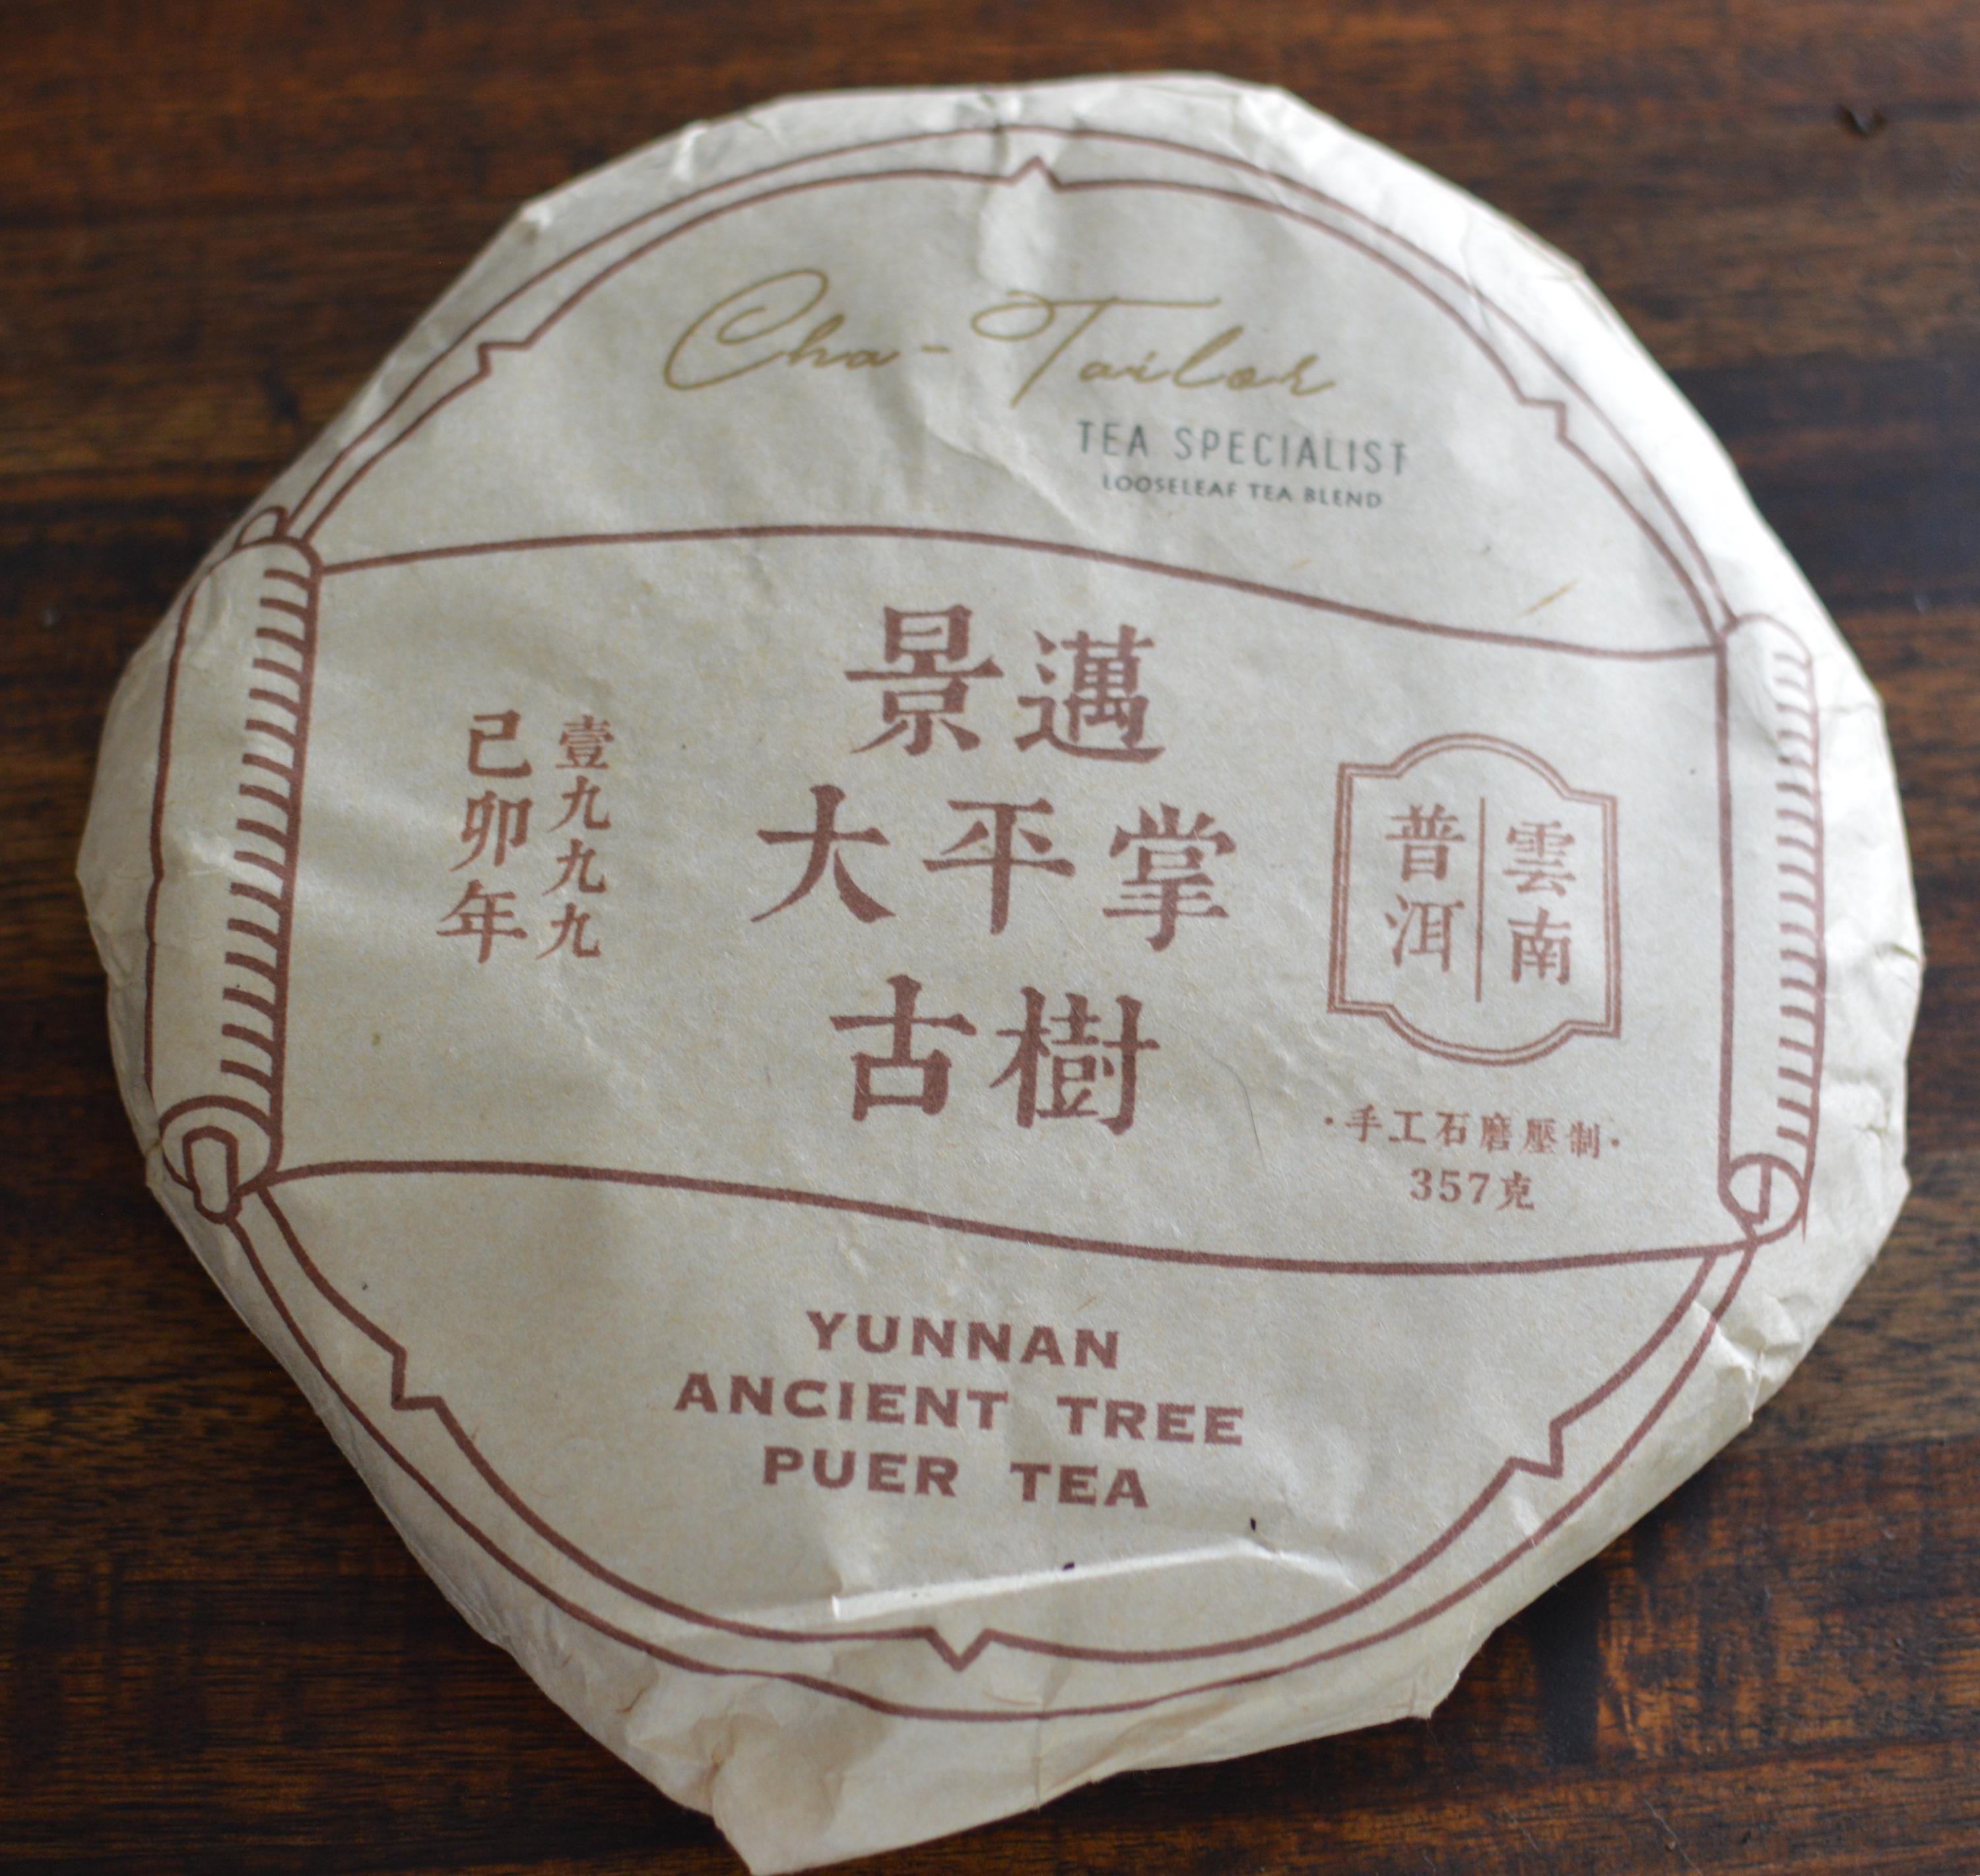 Cha-Tailor
TEA SPECIALIST
LOOSELEAF TEA BLEND
景邁
大平掌
古樹
壹九九九
己卯年
雲南
普洱
·手工石磨壓制·
357克
YUNNAN
ANCIENT TREE
PUER TEA